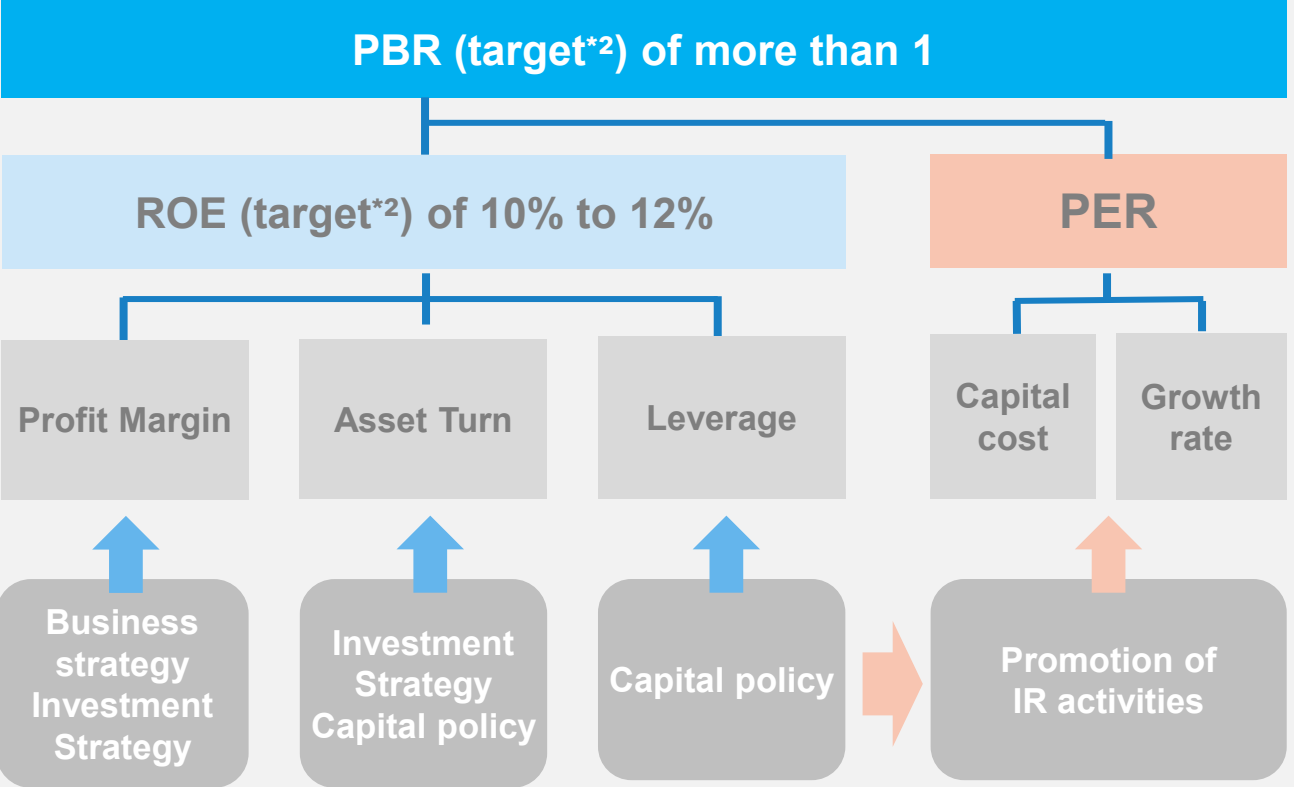 PBR (target*²) of more than 1
ROE (target*²) of 10% to 12%
PER
Profit Margin
Asset Turn
Leverage
Capital
cost
Growth
rate
Business
strategy
Investment
Strategy
Investment
Strategy
Capital policy
Capital policy
Promotion of
IR activities